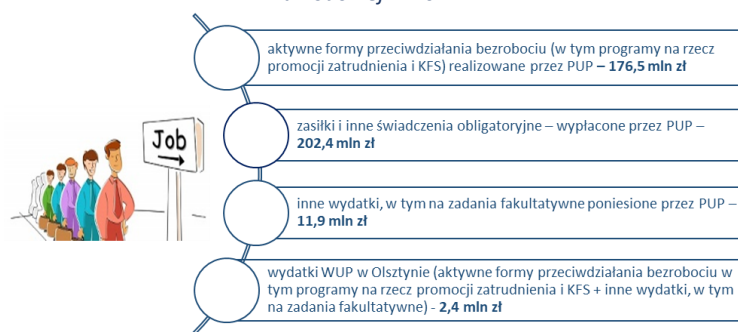 aktywne formy przeciwdziałania bezrobociu (w tym programy na rzecz
promocji zatrudnienia i KFS) realizowane przez PUP – 176,5 mln zł
zasiłki i inne świadczenia obligatoryjne – wypłacone przez PUP –
202,4 mln zł
Job
inne wydatki, w tym na zadania fakultatywne poniesione przez PUP –
11,9 mln zł
wydatki WUP w Olsztynie (aktywne formy przeciwdziałania bezrobociu w
tym programy na rzecz promocji zatrudnienia i KFS + inne wydatki, w tym
na zadania fakultatywne) - 2,4 mln zł